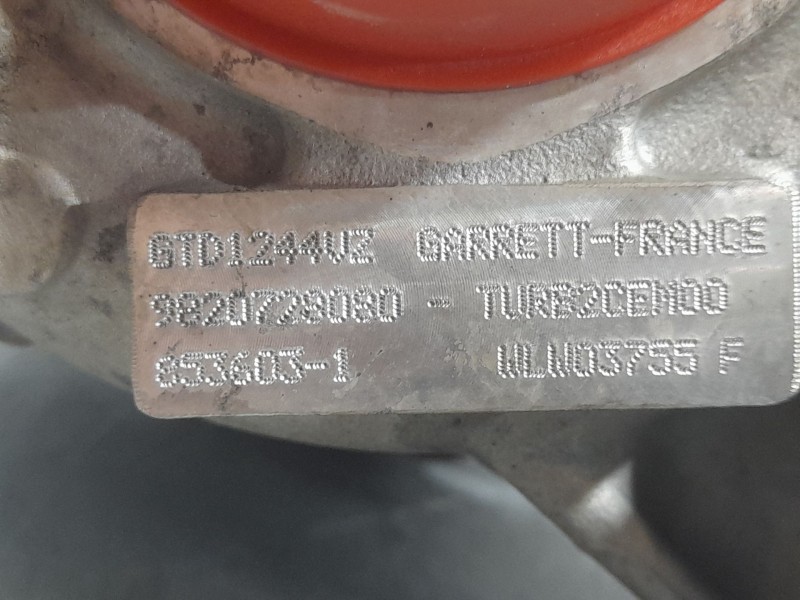 GTD1244VZ GARRETT-FRANCE
9820728080 - TURB2CEM00
853603-1 WLW03755 F